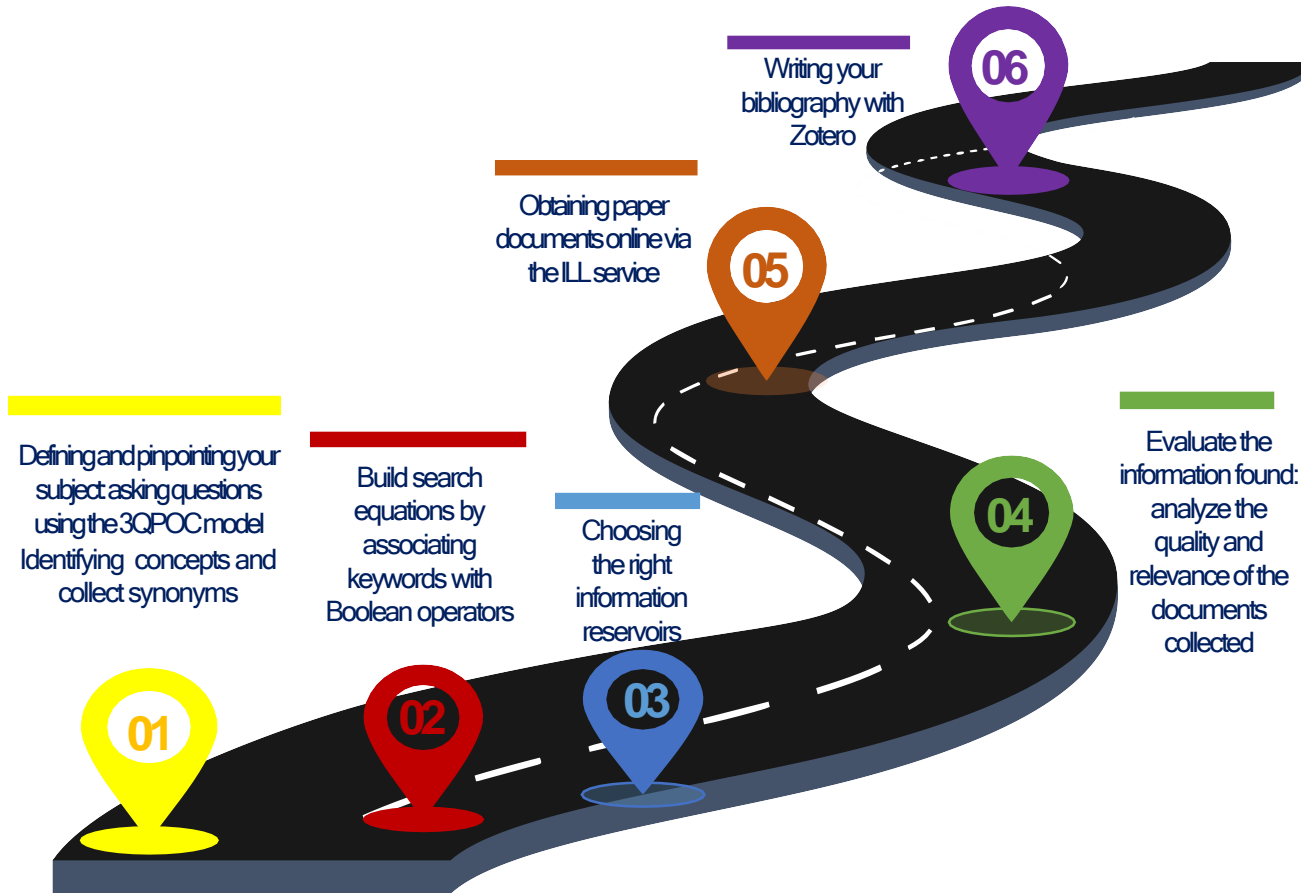 01
Defining and pinpointing your
subject asking questions
using the 3QPOC model
Identifying concepts and
collect synonyms
02
Build search
equations by
associating
keywords with
Boolean operators
03
Choosing
the right
information
reservoirs
04
Evaluate the
information found:
analyze the
quality and
relevance of the
documents
collected
05
Obtaining paper
documents online via
the ILL service
06
Writing your
bibliography with
Zotero